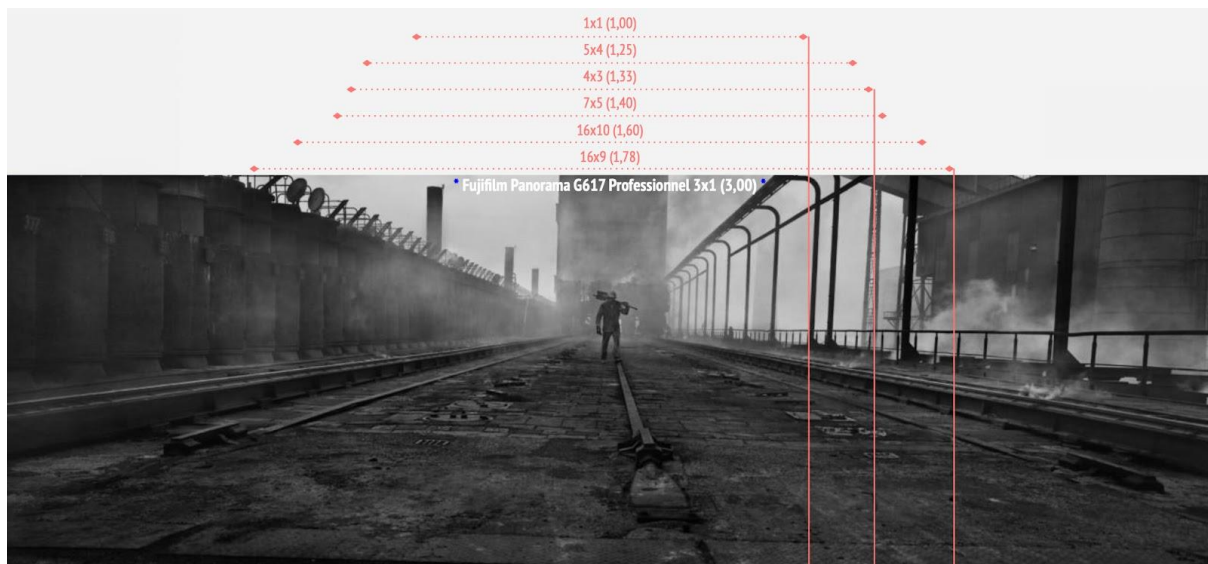 1x1 (1,00)
5x4 (1,25)
4x3 (1,33)
7x5 (1,40)
16x10 (1,60)
16x9 (1,78)
* Fujifilm Panorama G617 Professionnel 3x1 (3,00) *